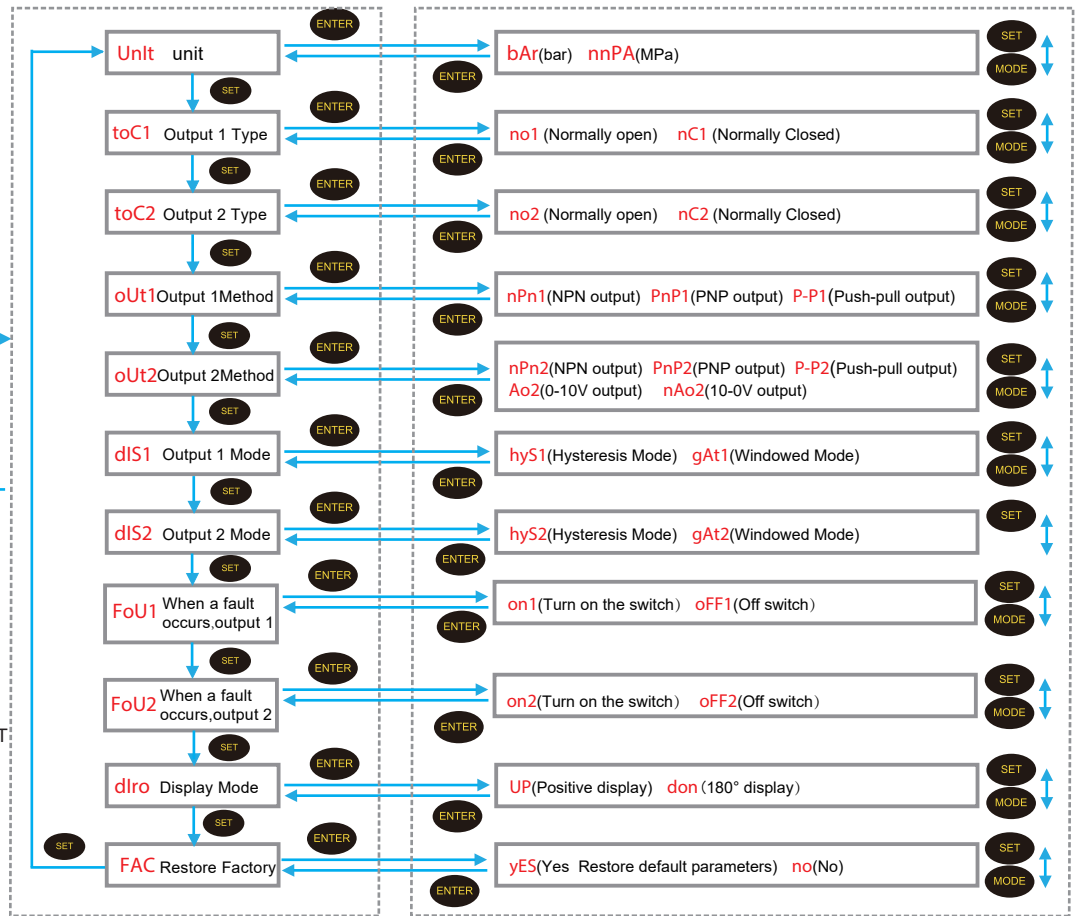 ENTER
UnIt unit
bAr(bar) nnPA(MPa)
SET
MODE
ENTER
SET
ENTER
toC1 Output 1 Type
no1 (Normally open) nC1 (Normally Closed)
SET
MODE
ENTER
SET
ENTER
toC2 Output 2 Type
no2 (Normally open) nC2 (Normally Closed)
SET
MODE
ENTER
SET
ENTER
oUt1 Output 1Method
nPn1(NPN output) PnP1(PNP output) P-P1(Push-pull output)
SET
MODE
ENTER
SET
ENTER
oUt2 Output 2Method
nPn2(NPN output) PnP2(PNP output) P-P2(Push-pull output)
Ao2(0-10V output) nAo2(10-0V output)
SET
MODE
ENTER
SET
ENTER
dIS1 Output 1 Mode
hyS1(Hysteresis Mode) gAt1(Windowed Mode)
SET
MODE
ENTER
SET
ENTER
dIS2 Output 2 Mode
hyS2(Hysteresis Mode) gAt2(Windowed Mode)
SET
ENTER
SET
ENTER
FoU1 When a fault
occurs,output 1
on1(Turn on the switch） oFF1(Off switch）
SET
MODE
ENTER
SET
ENTER
FoU2 When a fault
occurs,output 2
on2(Turn on the switch） oFF2(Off switch）
SET
MODE
ENTER
T
SET
ENTER
dIro Display Mode
UP(Positive display) don（180° display）
SET
MODE
ENTER
SET
ENTER
SET
FAC Restore Factory
yES(Yes Restore default parameters) no(No)
SET
MODE
ENTER